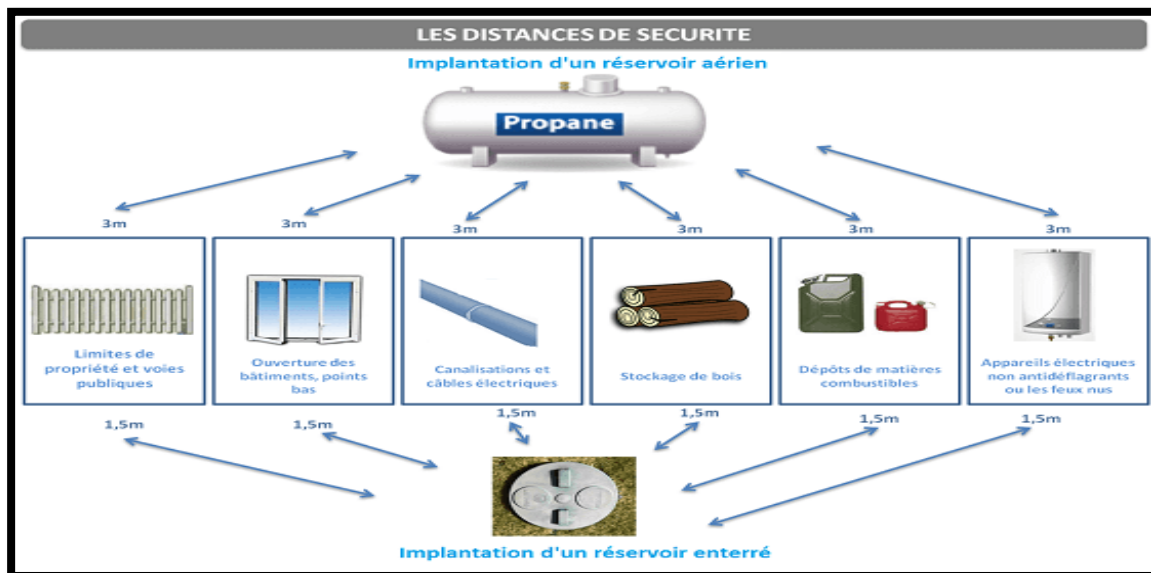 LES DISTANCES DE SECURITE
Implantation d'un réservoir aérien
Propane
3m
3m
3m
3m
3m
3m
Limites de
propriété et voies
publiques
Ouverture des
bâtiments, points
bas
Canalisations et
câbles électriques
Stockage de bois
Dépôts de matières
combustibles
Appareils électriques
non antidéflagrants
ou les feux nus
1,5m
1,5m
1,5m
1,5m
1,5m
1,5m
Implantation d'un réservoir enterré